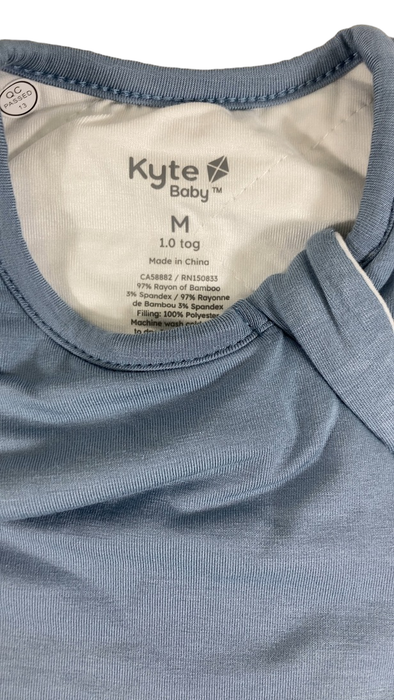 QC
PASSED
13
Kyte
Baby™
M
1.0 tog
Made in China
CA58882 / RN150833
97% Rayon of Bamboo
3% Spandex / 97% Rayonne
de Bambou 3% Spandex
Filling: 100% Polyester
Machine wash cold